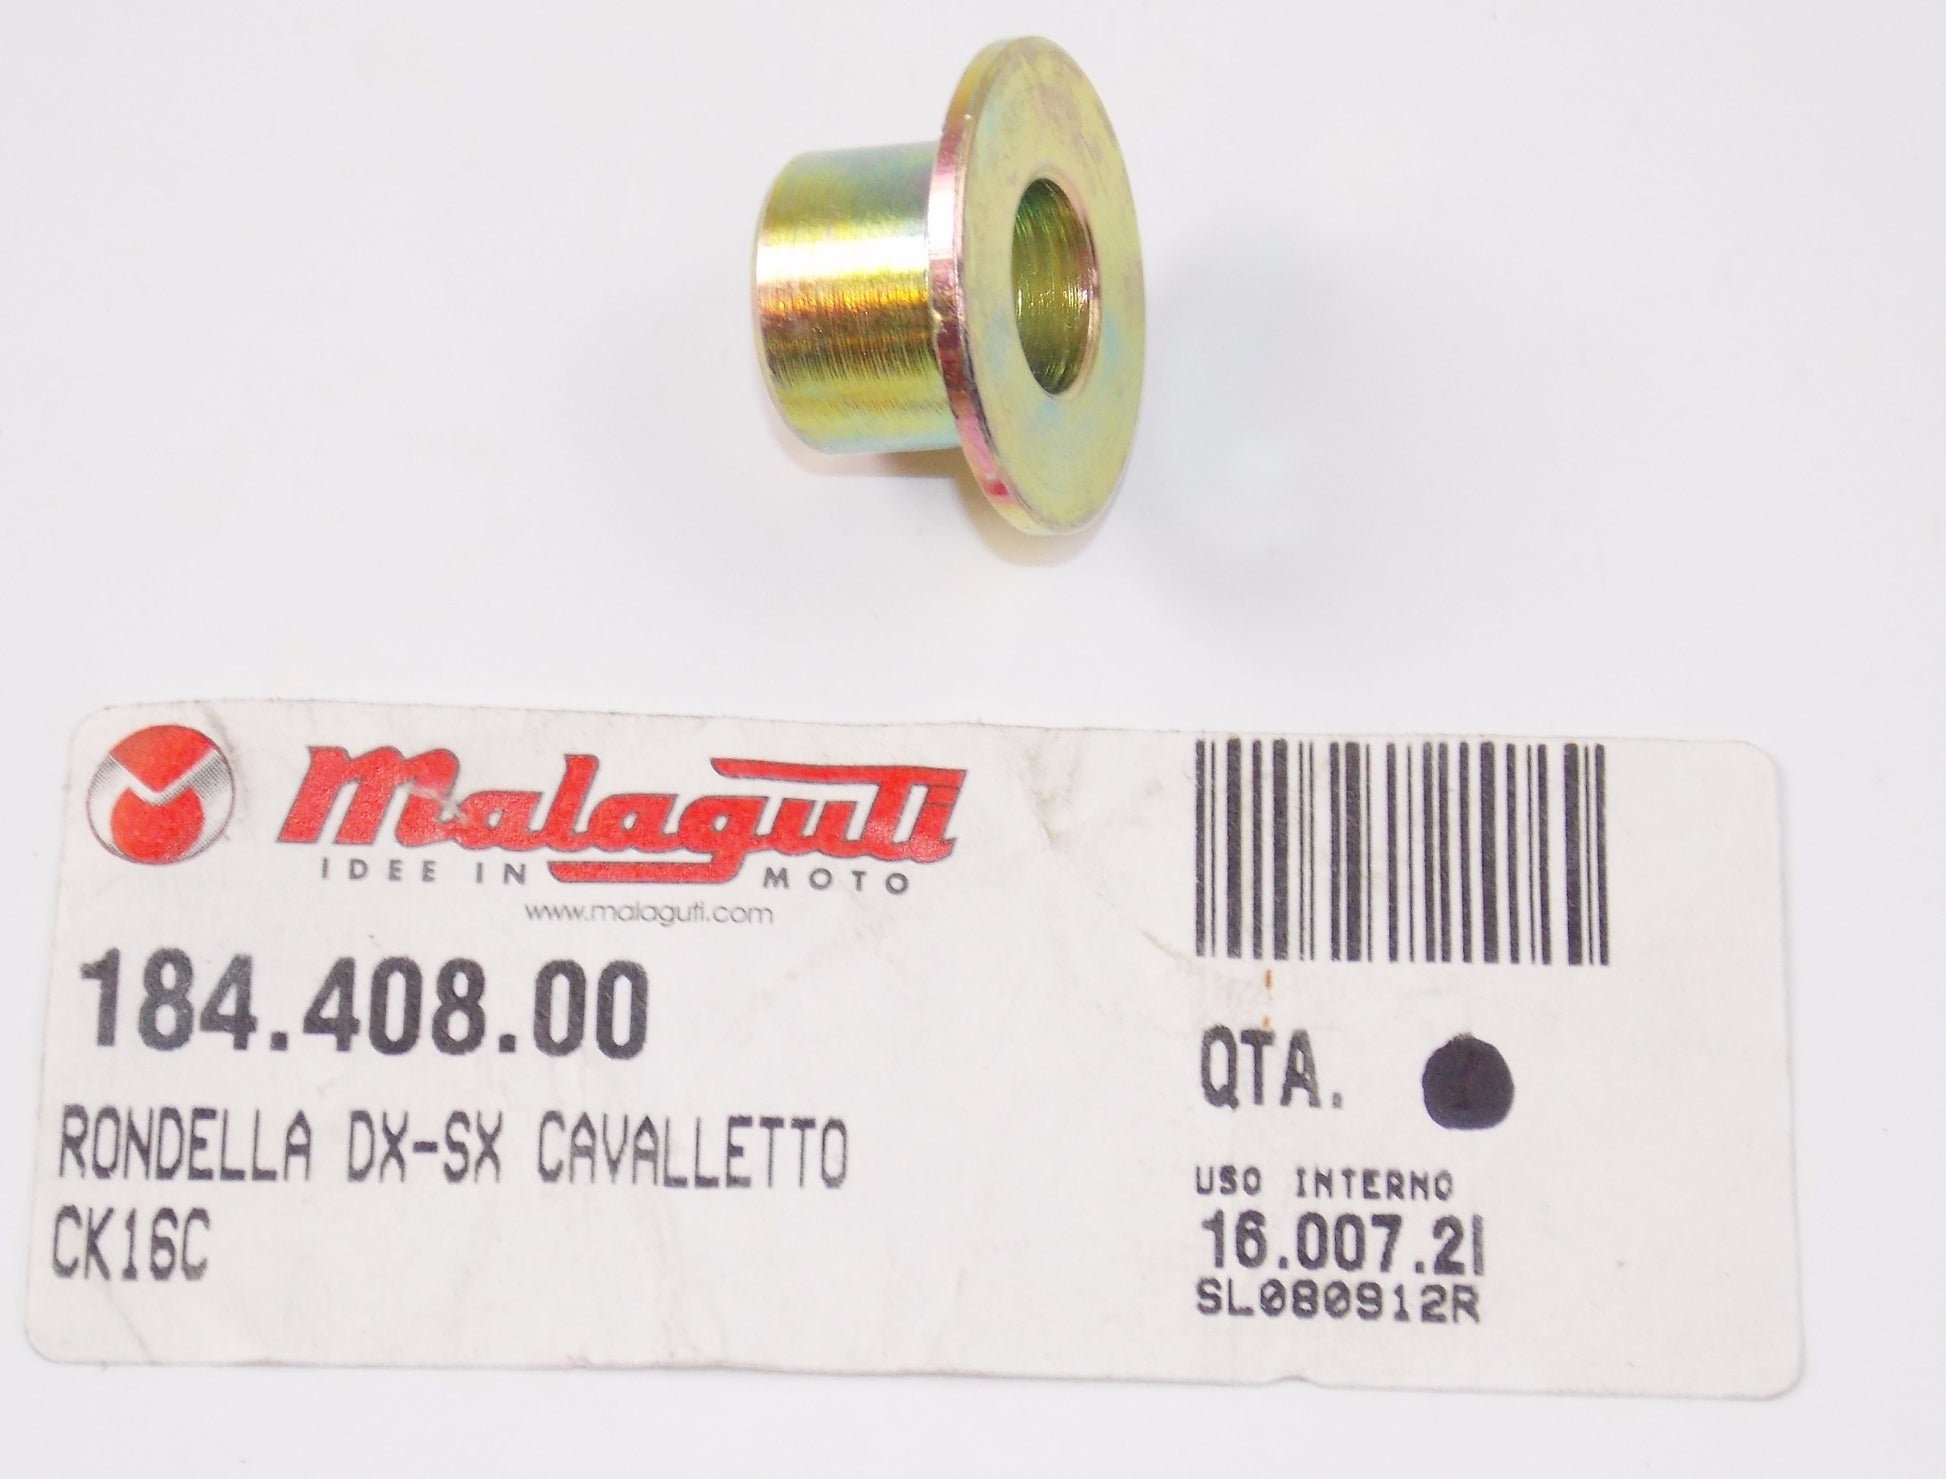 Malaguti
IDEE IN MOTO
www.malaguti.com
184.408.00
RONDELLA DX-SX CAVALLETTO
CK16C
QTA.
USO INTERNO
16.007.21
SL080912R